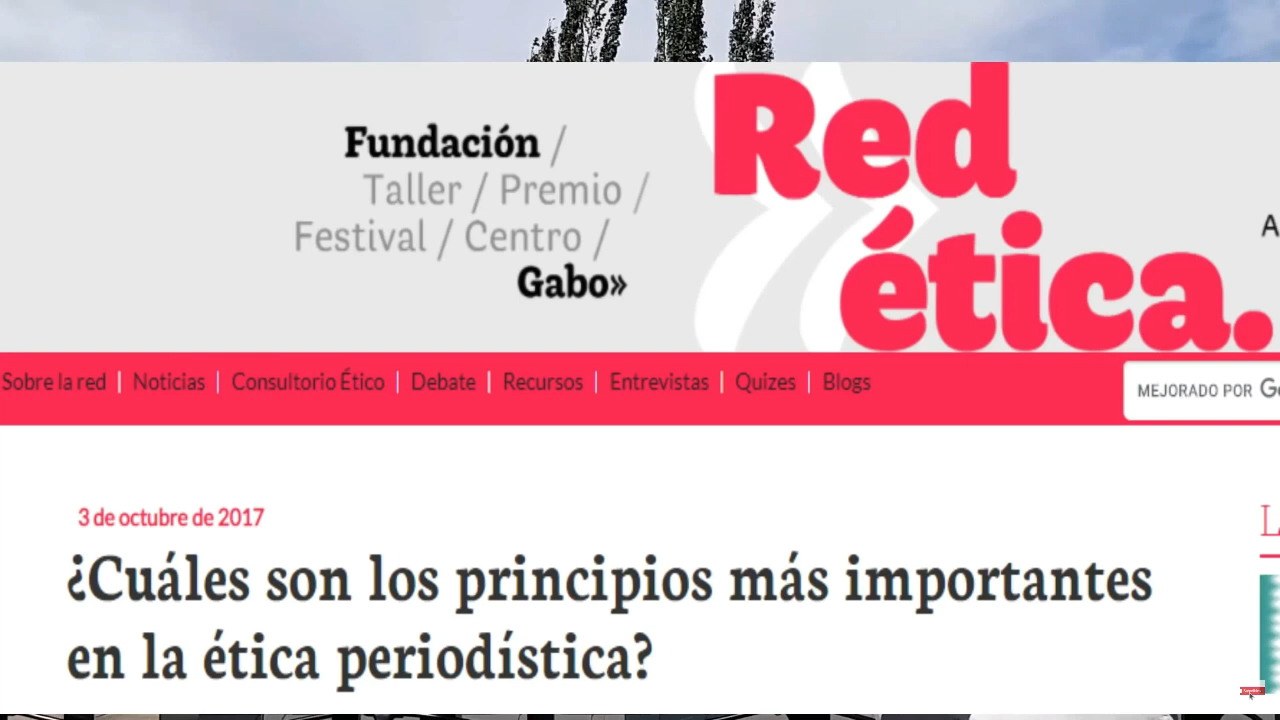 Fundación /
Taller / Premio /
Festival / Centro /
Gabo»
Red
ética.
A
Sobre la red | Noticias | Consultorio Ético | Debate | Recursos | Entrevistas | Quizes | Blogs
MEJORADO POR Go
3 de octubre de 2017
L
¿Cuáles son los principios más importantes
en la ética periodística?